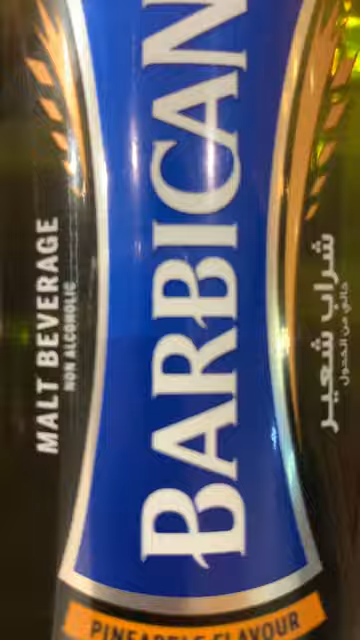 BARBICAN
MALT BEVERAGE
NON ALCOHOLIC
شراب شعير
خالي من الكحول
PINEAPPLE FLAVOUR